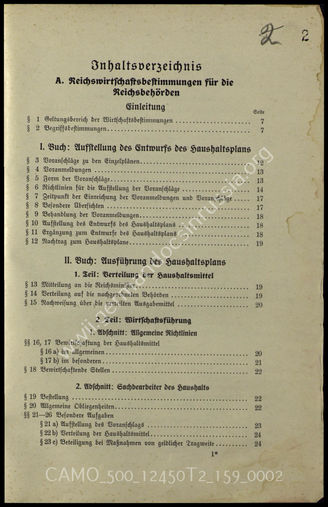 2
2
Inhaltsverzeichnis
A. Reichswirtschaftsbestimmungen für die
Reichsbehörden
Einleitung
Seite
§ 1 Geltungsbereich der Wirtschaftsbestimmungen 7
§ 2 Begriffsbestimmungen 7
I. Buch: Aufstellung des Entwurfs des Haushaltsplans
§ 3 Voranschläge zu den Einzelplänen 12
§ 4 Voranmeldungen 13
§ 5 Form der Voranschläge 13
§ 6 Richtlinien für die Aufstellung der Voranschläge 14
§ 7 Zeitpunkt der Einreichung der Voranmeldungen und Voranschläge 17
§ 8 Besondere Übersichten 17
§ 9 Behandlung der Voranmeldungen 18
§ 10 Aufstellung des Entwurfs des Haushaltsplans 18
§ 11 Ergänzung zum Entwurfs des Haushaltsplans 18
§ 12 Nachtrag zum Haushaltsplane 19
II. Buch: Ausführung des Haushaltsplans
1. Teil: Verteilung der Haushaltsmittel
§ 13 Mitteilung an die Reichsminister 19
§ 14 Verteilung auf die nachgeordneten Behörden 19
§ 15 Nachweisung über die erteilten Ausgabemittel 20
2. Teil: Wirtschaftsführung
1. Abschnitt: Allgemeine Richtlinien
§§ 16, 17 Bewirtschaftung der Haushaltsmittel
§ 16 a) im allgemeinen 20
§ 17 b) im besonderen 21
§ 18 Bewirtschaftende Stellen 22
2. Abschnitt: Sachbearbeiter des Haushalts
§ 19 Bestellung 22
§ 20 Allgemeine Obliegenheiten 22
§§ 21—26 Besondere Aufgaben
§ 21 a) Aufstellung des Voranschlags 23
§ 22 b) Verteilung der Haushaltsmittel 24
§ 23 c) Beteiligung bei Maßnahmen von geldlicher Tragweite 24
1*
CAMO_500_12450T2_159_0002